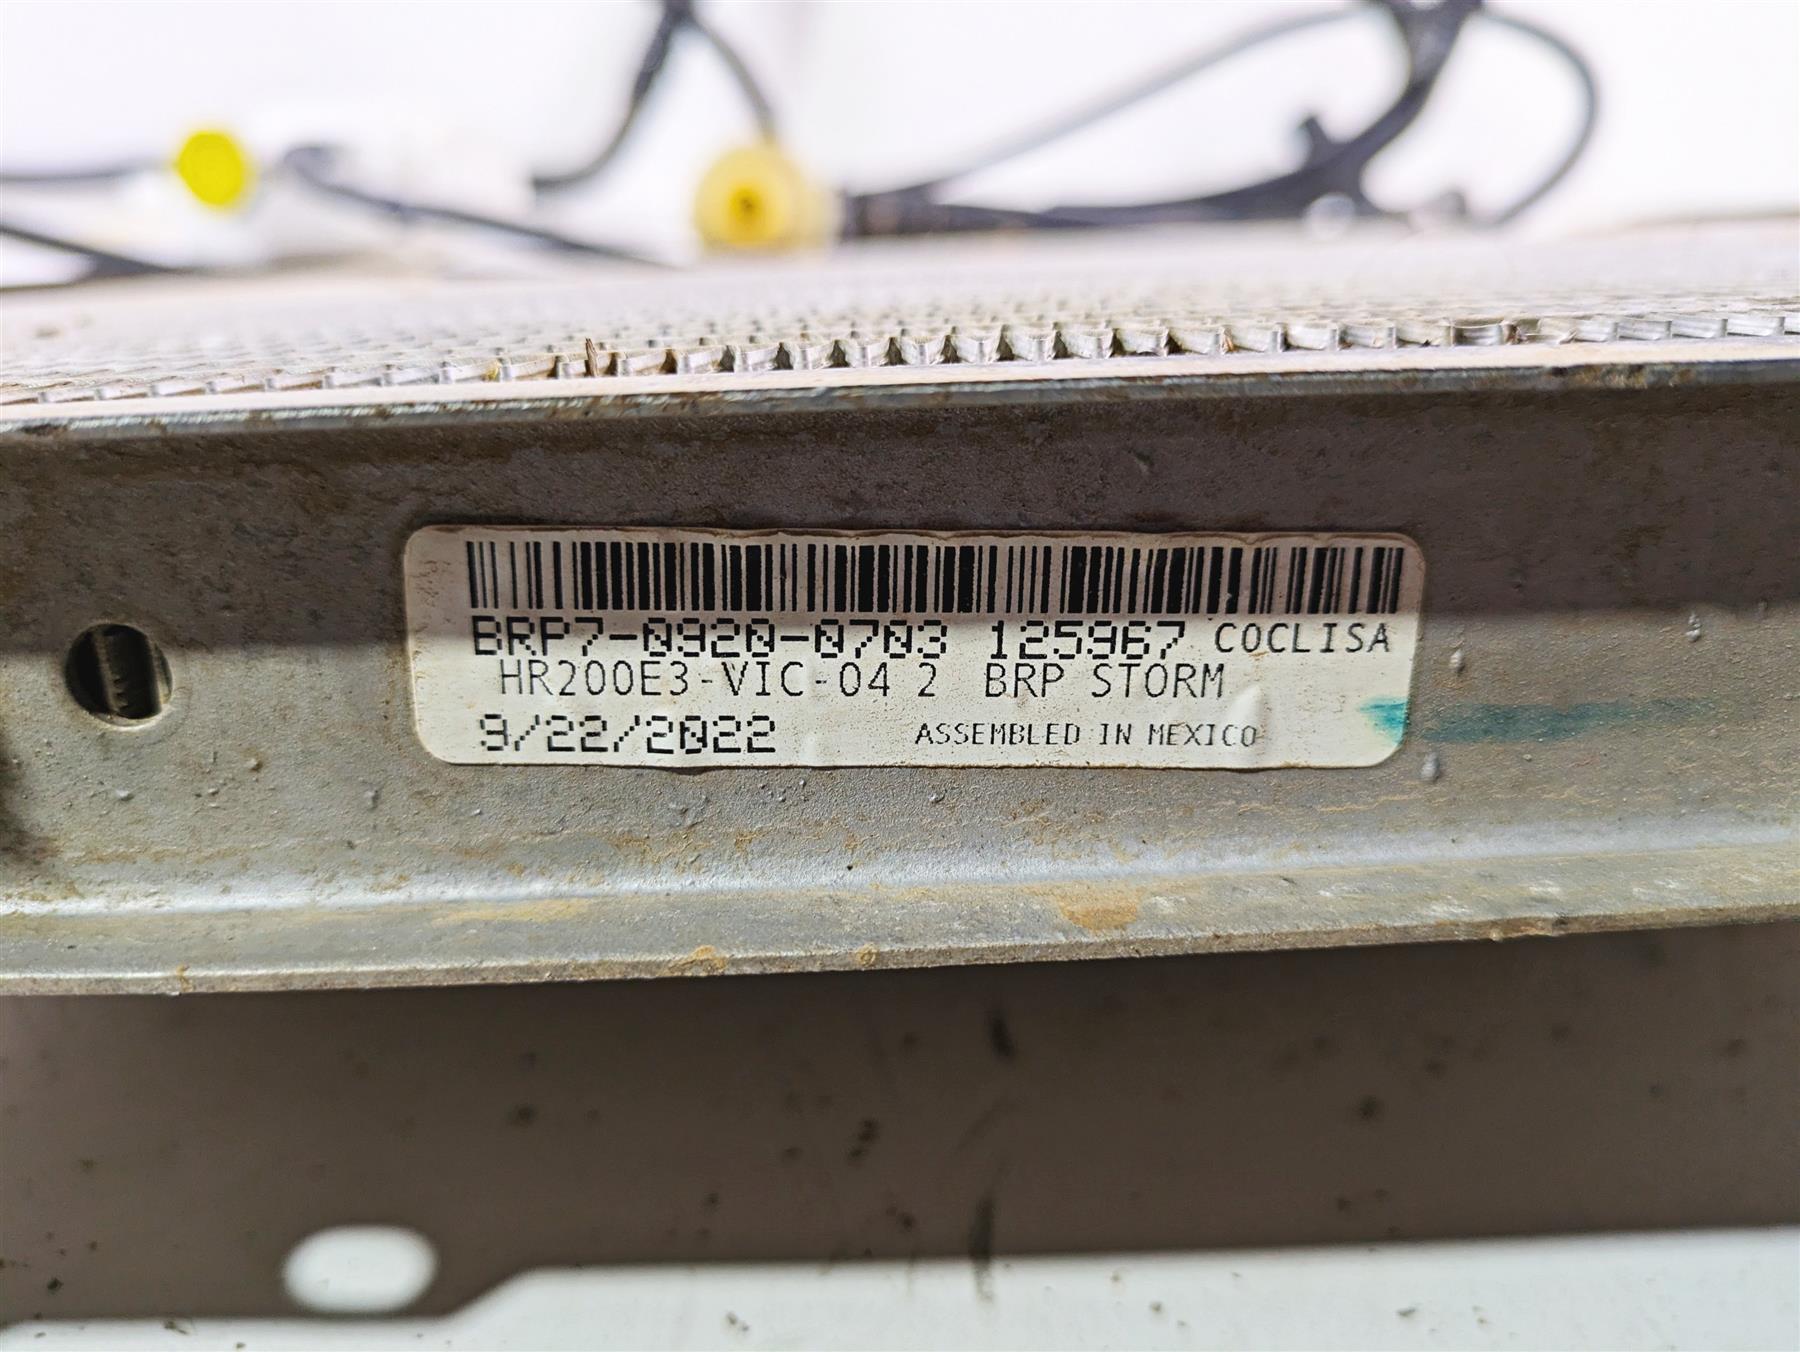 BRP7-0920-0703 125967 COCLISA
HR200E3-VIC-04 2 BRP STORM
9/22/2022 ASSEMBLED IN MEXICO